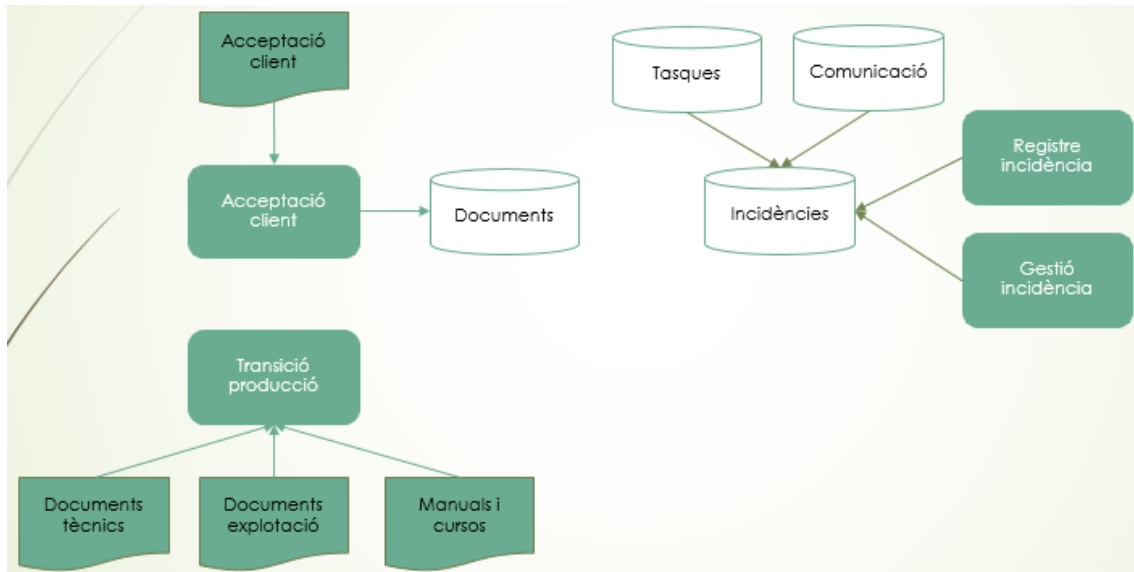 Acceptació
client
Tasques
Comunicació
Registre
incidència
Acceptació
client
Documents
Incidències
Gestió
incidència
Transició
producció
Documents
tècnics
Documents
explotació
Manuals i
cursos